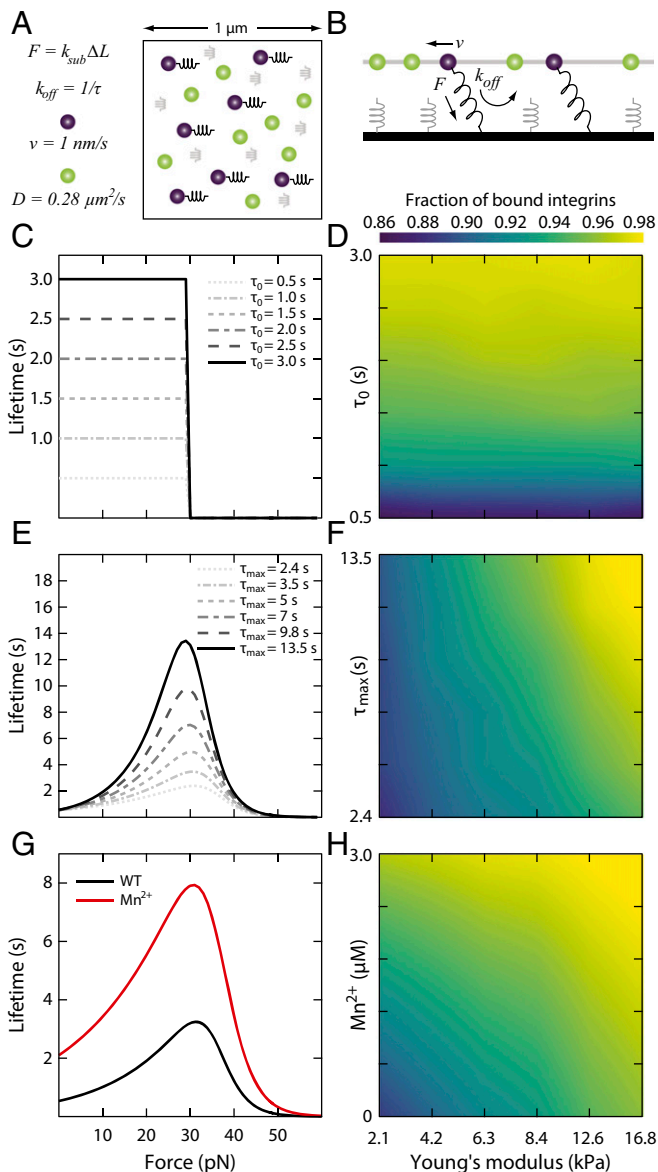 A
1 μm
F = k_sub ΔL
k_off = 1/τ
v = 1 nm/s
D = 0.28 μm²/s
B
v
F
k_off
C
Lifetime (s)
3.0
2.5
2.0
1.5
1.0
τ₀ = 0.5 s
τ₀ = 1.0 s
τ₀ = 1.5 s
τ₀ = 2.0 s
τ₀ = 2.5 s
τ₀ = 3.0 s
Fraction of bound integrins
0.86 0.88 0.90 0.92 0.94 0.96 0.98
D
3.0
τ₀ (s)
0.5
E
Lifetime (s)
18
16
14
12
10
8
6
4
2
τmax = 2.4 s
τmax = 3.5 s
τmax = 5 s
τmax = 7 s
τmax = 9.8 s
τmax = 13.5 s
F
13.5
τmax (s)
2.4
G
Lifetime (s)
8
6
4
2
WT
Mn²⁺
10 20 30 40 50
Force (pN)
H
3.0
Mn²⁺ (μM)
0
2.1 4.2 6.3 8.4 12.6 16.8
Young's modulus (kPa)